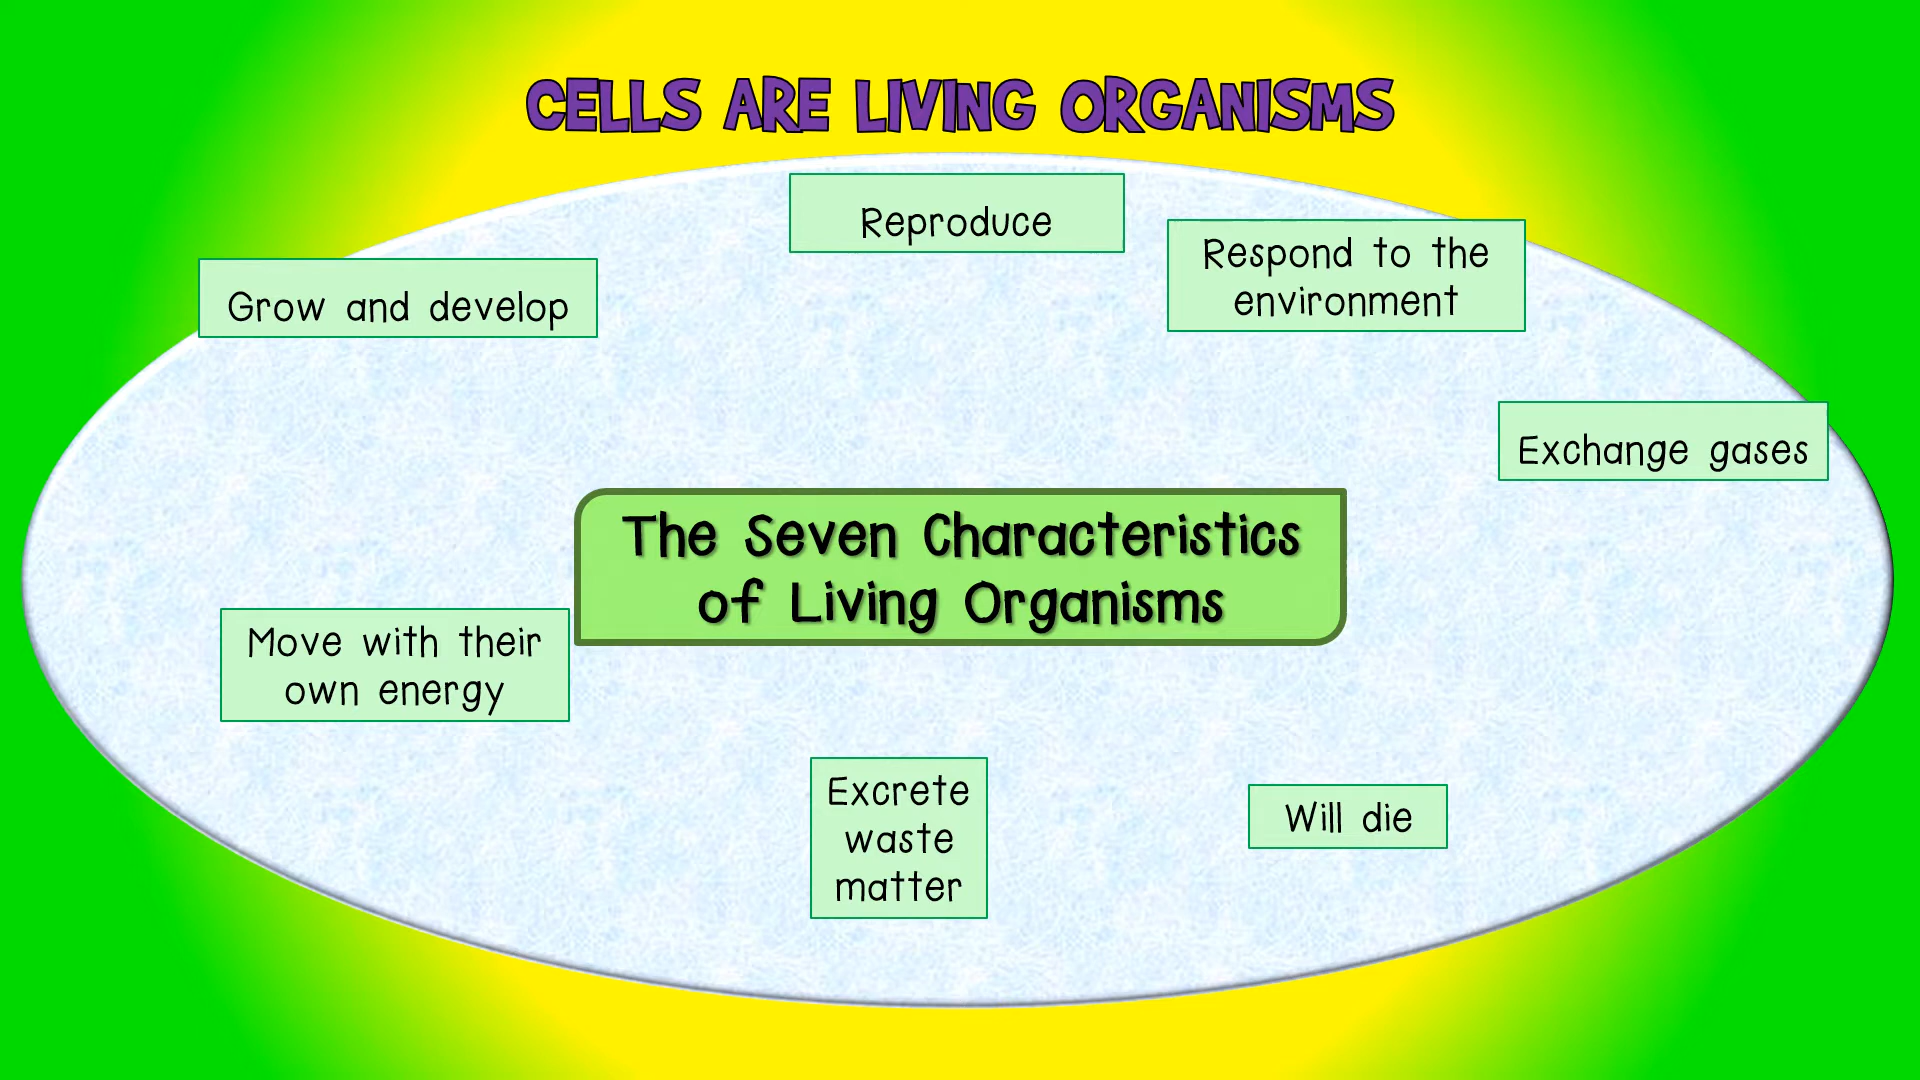 CELLS ARE LIVING ORGANISMS
Reproduce
Respond to the
environment
Grow and develop
Exchange gases
The Seven Characteristics
of Living Organisms
Move with their
own energy
Excrete
waste
matter
Will die